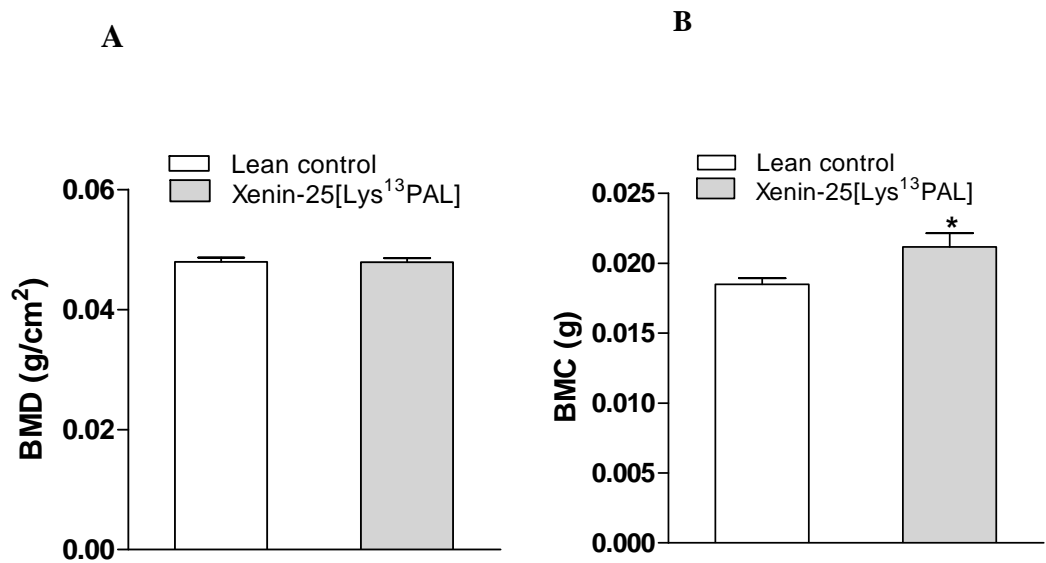 A
Lean control
Xenin-25[Lys¹³PAL]
0.06
0.04
0.02
0.00
BMD (g/cm²)
B
Lean control
Xenin-25[Lys¹³PAL]
0.025
0.020
0.015
0.010
0.005
0.000
BMC (g)
*